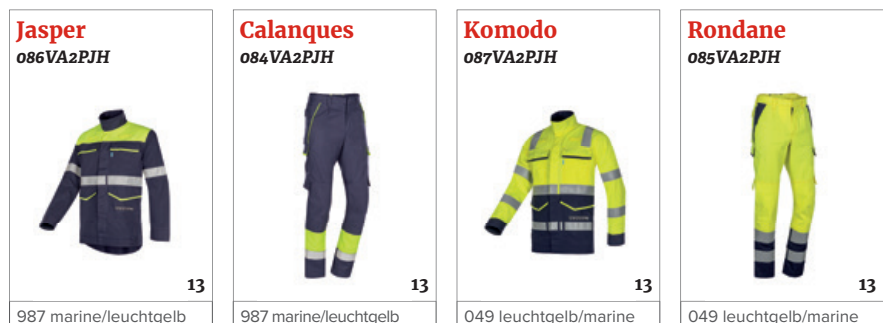 Jasper
086VA2PJH
13
987 marine/leuchtgelb
Calanques
084VA2PJH
13
987 marine/leuchtgelb
Komodo
087VA2PJH
13
049 leuchtgelb/marine
Rondane
085VA2PJH
13
049 leuchtgelb/marine